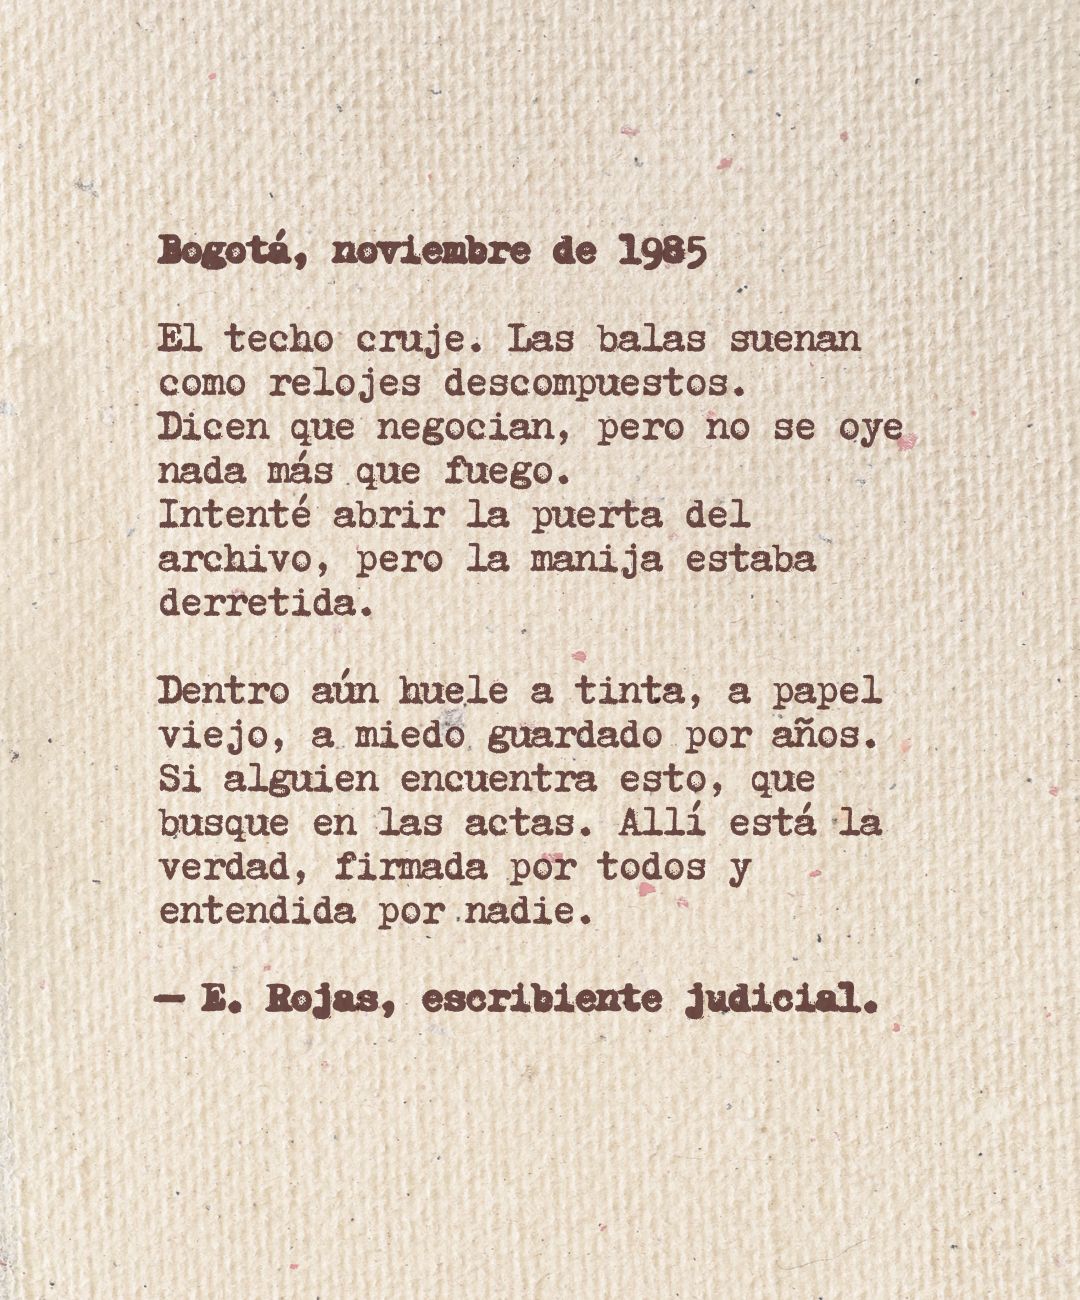 Bogotá, noviembre de 1985
El techo cruje. Las balas suenan
como relojes descompuestos.
Dicen que negocian, pero no se oye
nada más que fuego.
Intenté abrir la puerta del
archivo, pero la manija estaba
derretida.
Dentro aún huele a tinta, a papel
viejo, a miedo guardado por años.
Si alguien encuentra esto, que
busque en las actas. Allí está la
verdad, firmada por todos y
entendida por nadie.
— E. Rojas, escribiente judicial.